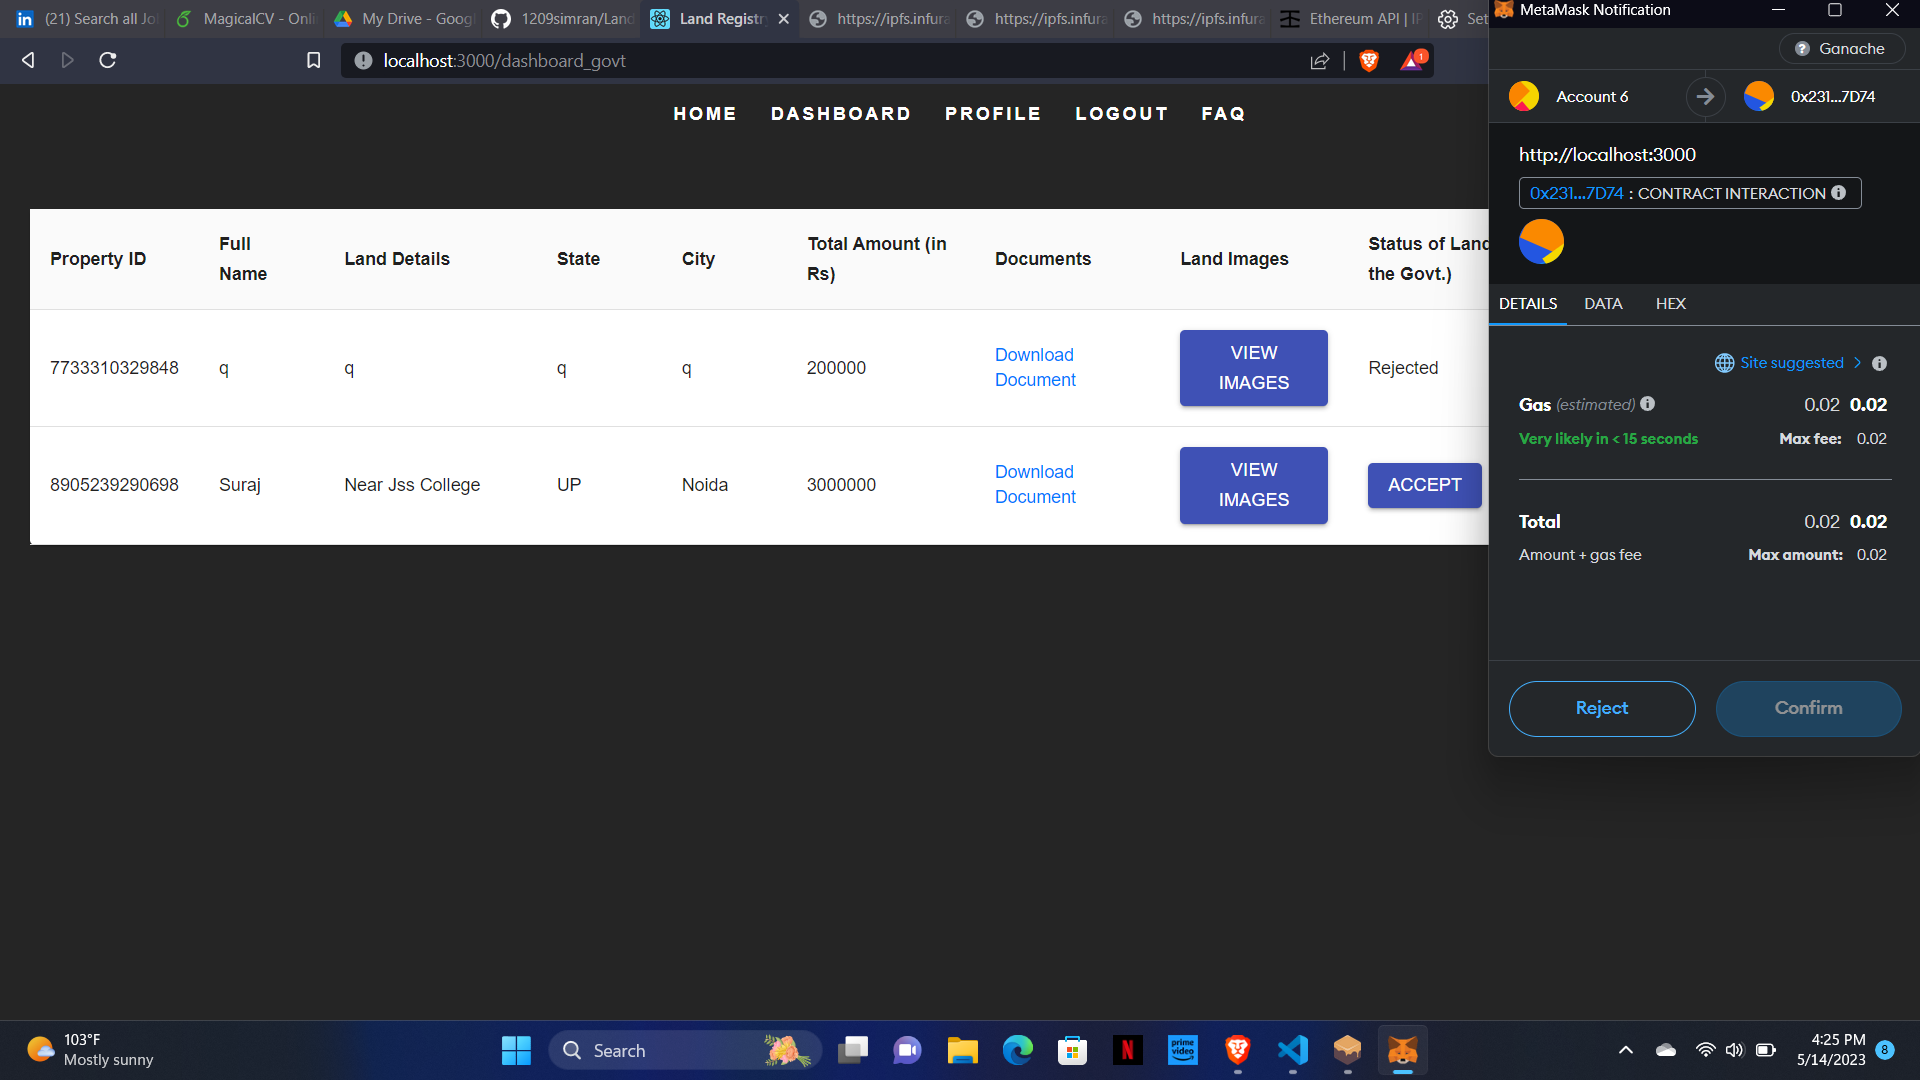 (21) Search all Jo
MagicalCV - Onli
My Drive - Goog
1209simran/Land
Land Registr
https://ipfs.infura
https://ipfs.infura
https://ipfs.infura
Ethereum API | IP
Set
localhost:3000/dashboard_govt
1
HOME DASHBOARD PROFILE LOGOUT FAQ
Property ID
Full
Name
Land Details
State
City
Total Amount (in
Rs)
Documents
Land Images
Status of Land
the Govt.)
7733310329848
q
q
q
q
200000
Download
Document
VIEW
IMAGES
Rejected
8905239290698
Suraj
Near Jss College
UP
Noida
3000000
Download
Document
VIEW
IMAGES
ACCEPT
MetaMask Notification
? Ganache
Account 6
0x231...7D74
http://localhost:3000
0x231...7D74 : CONTRACT INTERACTION
DETAILS DATA HEX
Site suggested >
Gas (estimated) 0.02 0.02
Very likely in < 15 seconds Max fee: 0.02
Total 0.02 0.02
Amount + gas fee Max amount: 0.02
Reject
Confirm
103°F
Mostly sunny
Search
N
prime
video
4:25 PM
5/14/2023
8